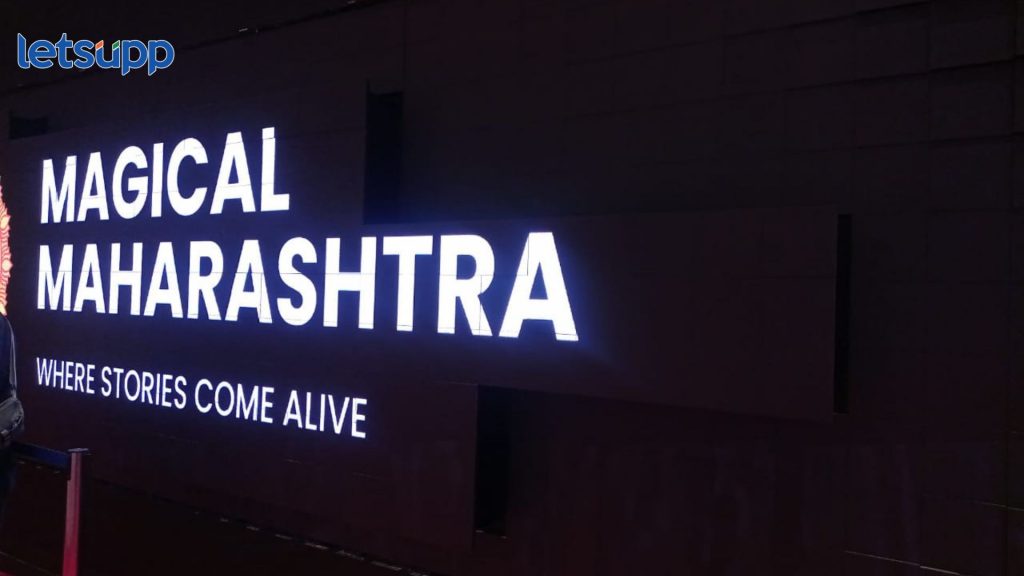 letsupp
MAGICAL
MAHARASHTRA
WHERE STORIES COME ALIVE